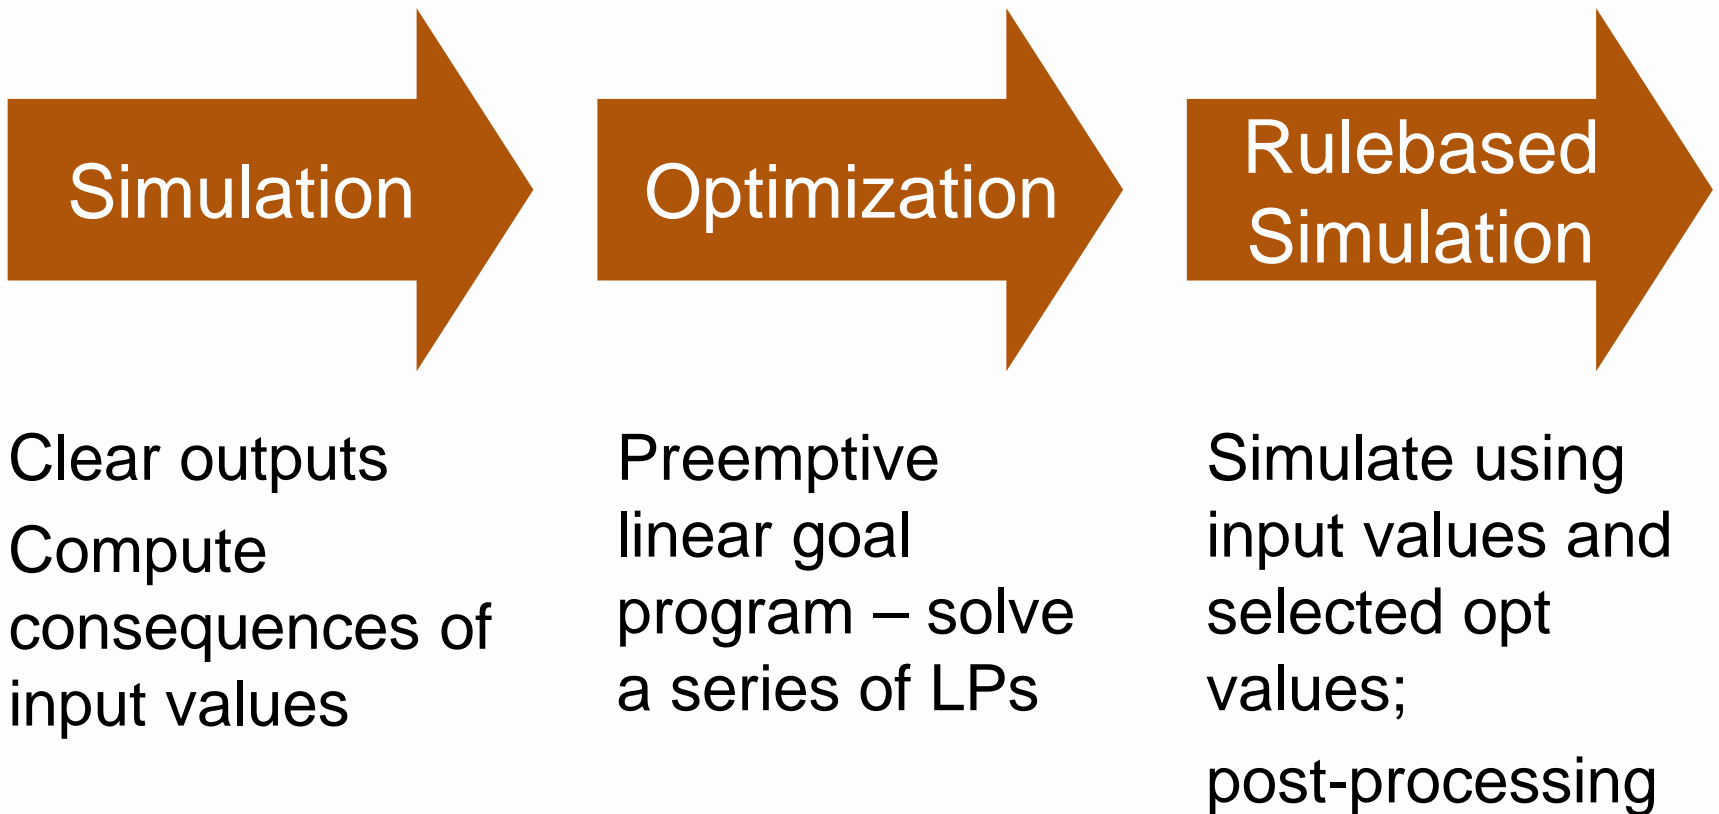 Simulation
Clear outputs
Compute
consequences of
input values
Optimization
Preemptive
linear goal
program – solve
a series of LPs
Rulebased
Simulation
Simulate using
input values and
selected opt
values;
post-processing